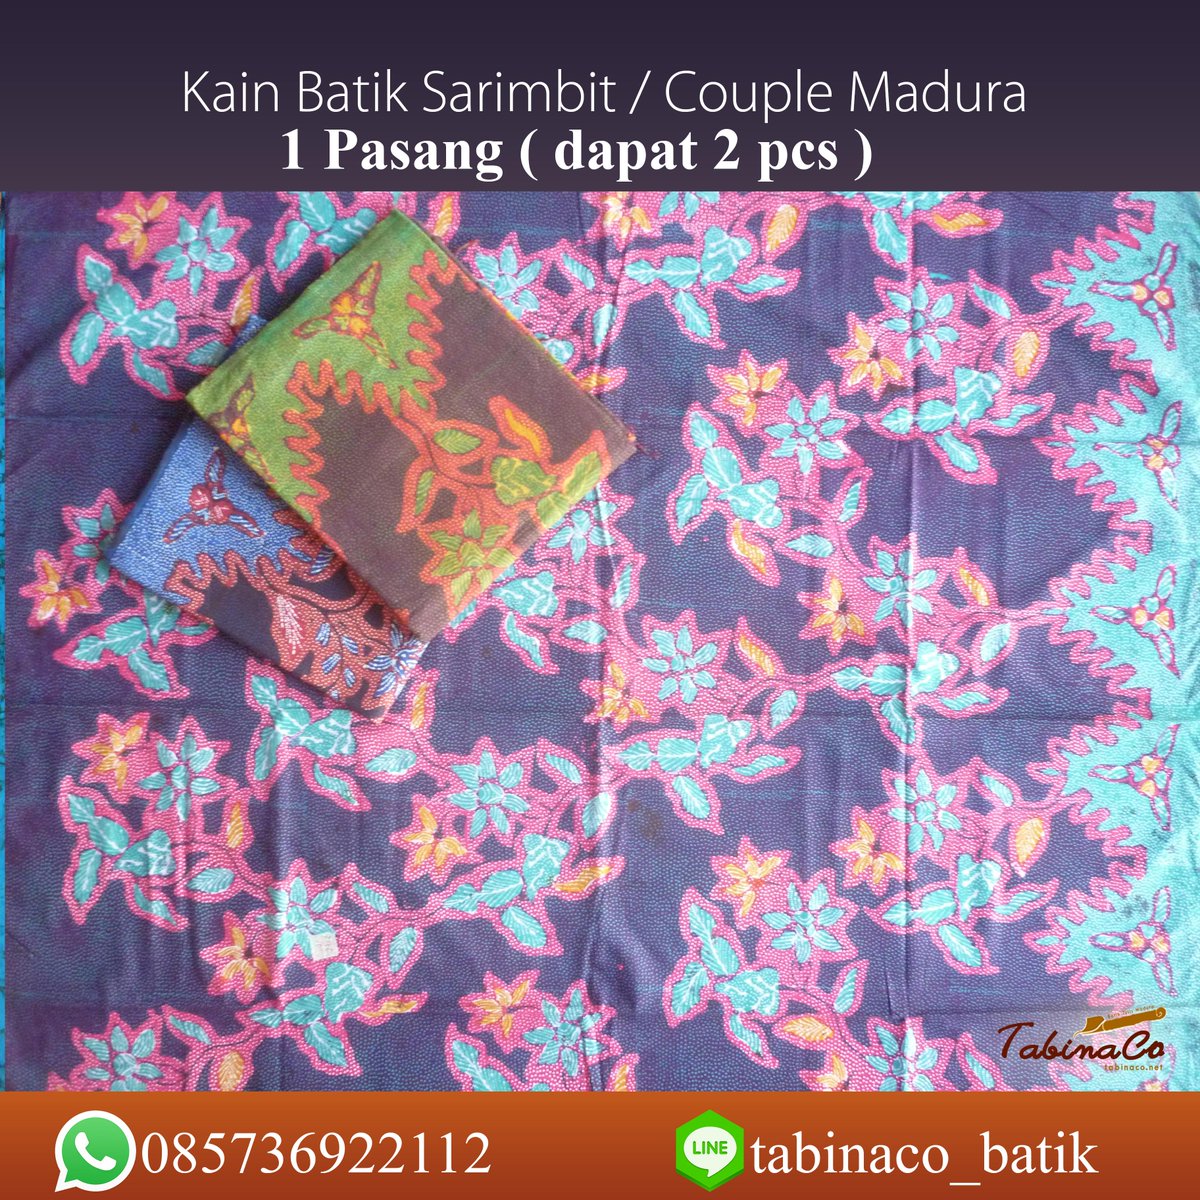 Kain Batik Sarimbit / Couple Madura
1 Pasang ( dapat 2 pcs )
TabinaCo
tabinaco.net
085736922112
LINE
tabinaco_batik